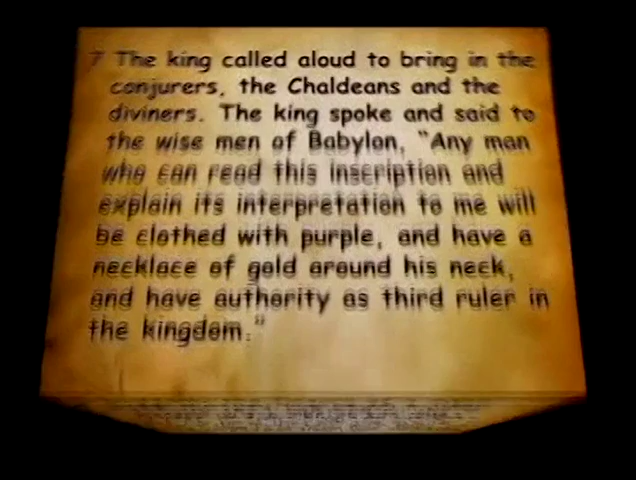 7 The king called aloud to bring in the
conjurers, the Chaldeans and the
diviners. The king spoke and said to
the wise men of Babylon, "Any man
who can read this inscription and
explain its interpretation to me will
be clothed with purple, and have a
necklace of gold around his neck,
and have authority as third ruler in
the kingdom."